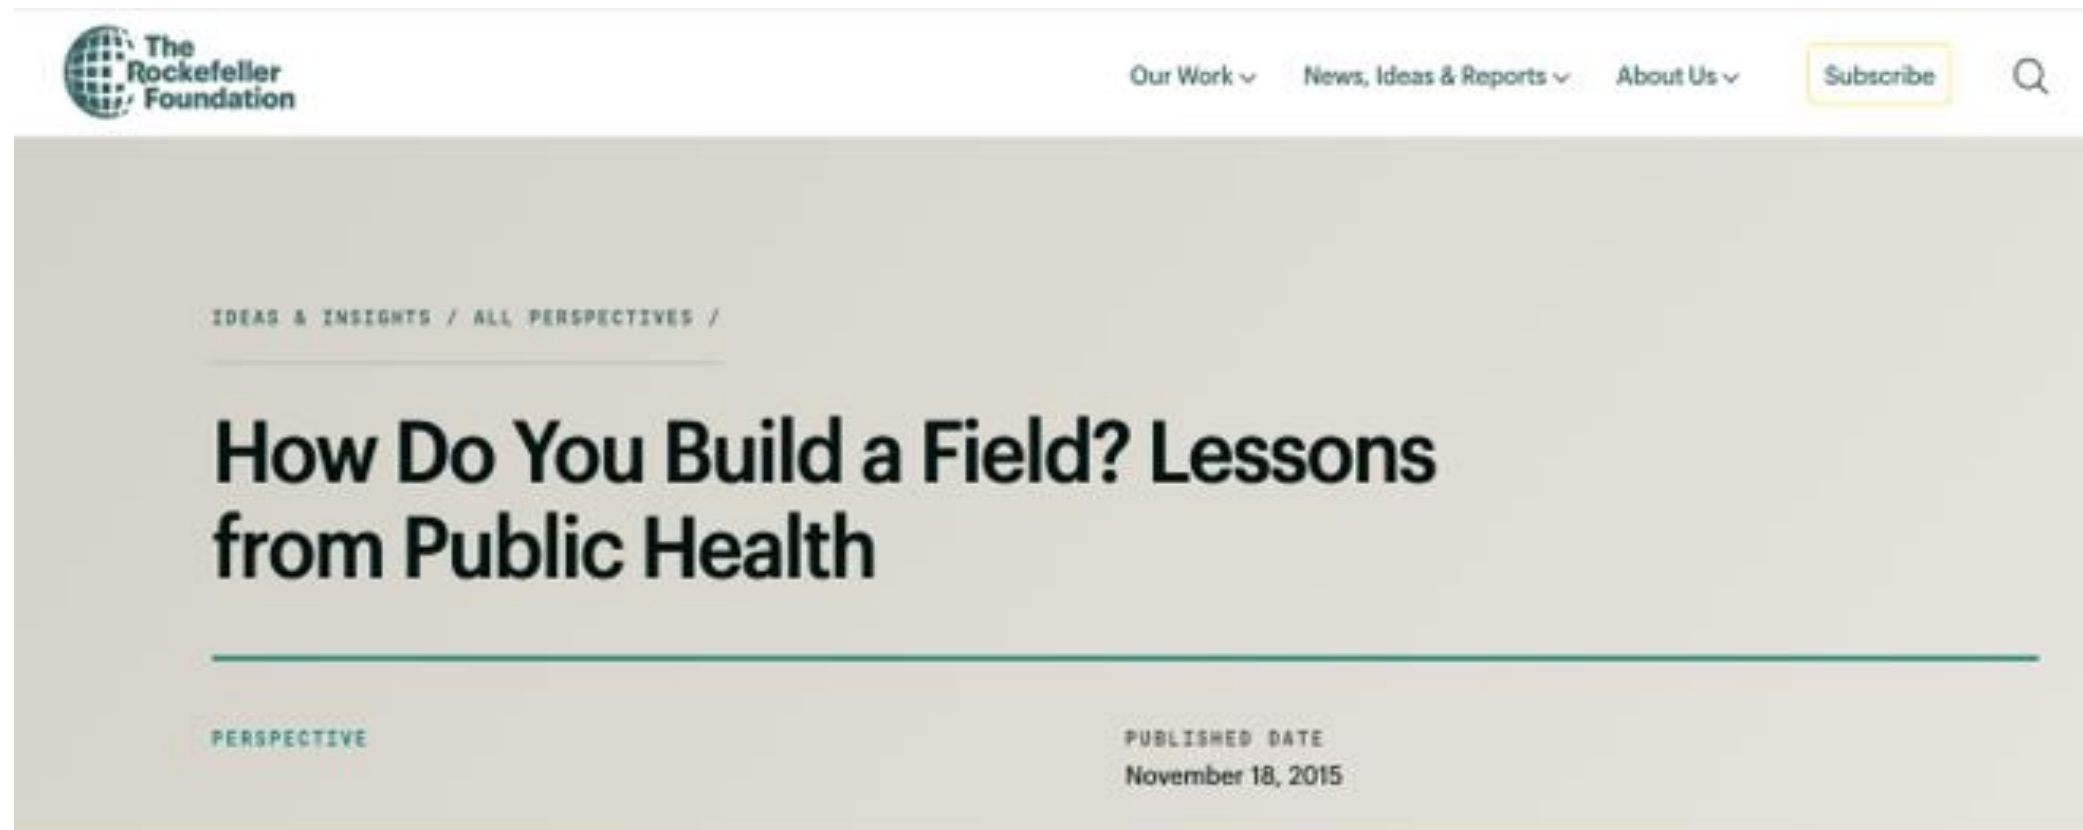 The
Rockefeller
Foundation
Our Work
News, Ideas & Reports
About Us
Subscribe
IDEAS & INSIGHTS / ALL PERSPECTIVES /
How Do You Build a Field? Lessons
from Public Health
PERSPECTIVE
PUBLISHED DATE
November 18, 2015